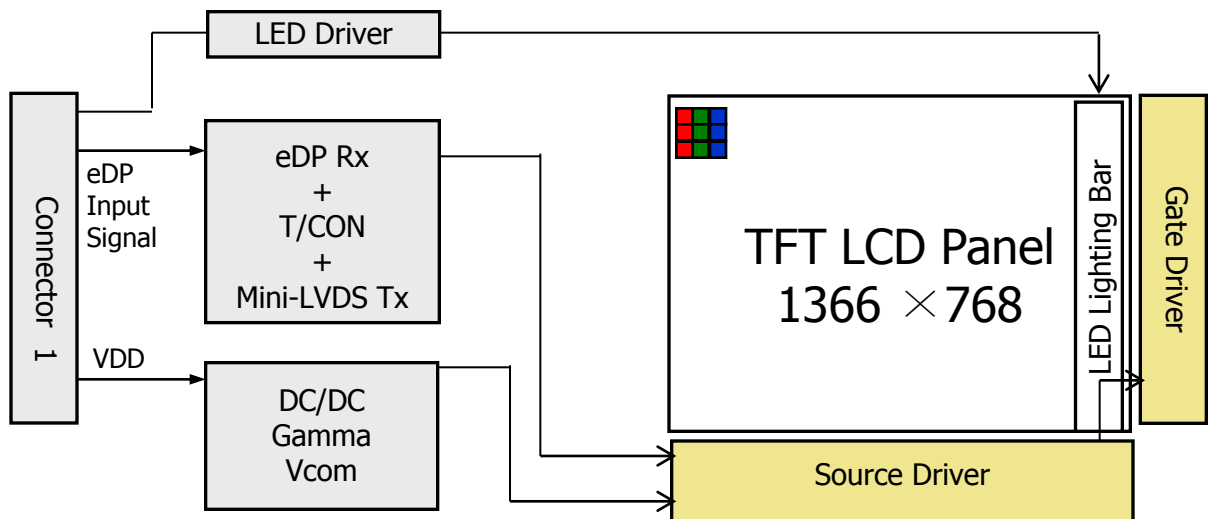 LED Driver
Connector 1
eDP
Input
Signal
eDP Rx
+
T/CON
+
Mini-LVDS Tx
VDD
DC/DC
Gamma
Vcom
TFT LCD Panel
1366 ×768
LED Lighting Bar
Gate Driver
Source Driver